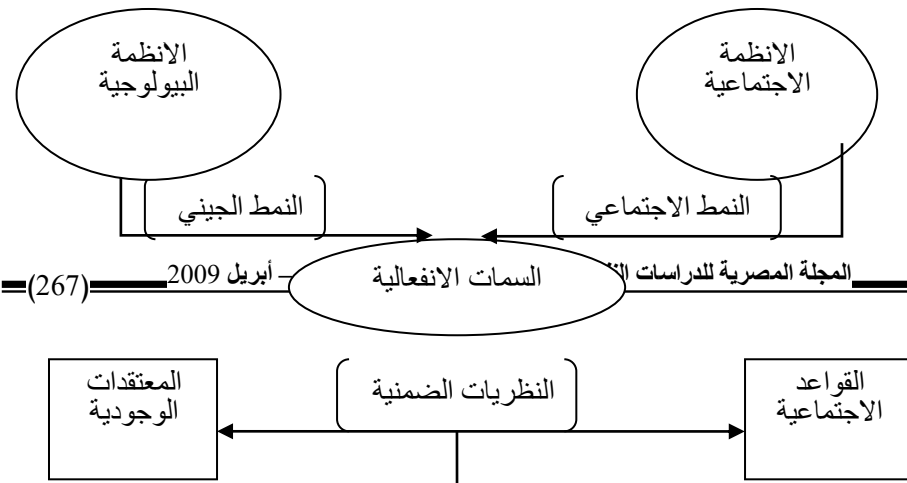 الانظمة
الاجتماعية
الانظمة
البيولوجية
النمط الاجتماعي
النمط الجيني
السمات الانفعالية
المجلة المصرية للدراسات
– أبريل 2009
(267)
القواعد
الاجتماعية
النظريات الضمنية
المعتقدات
الوجودية